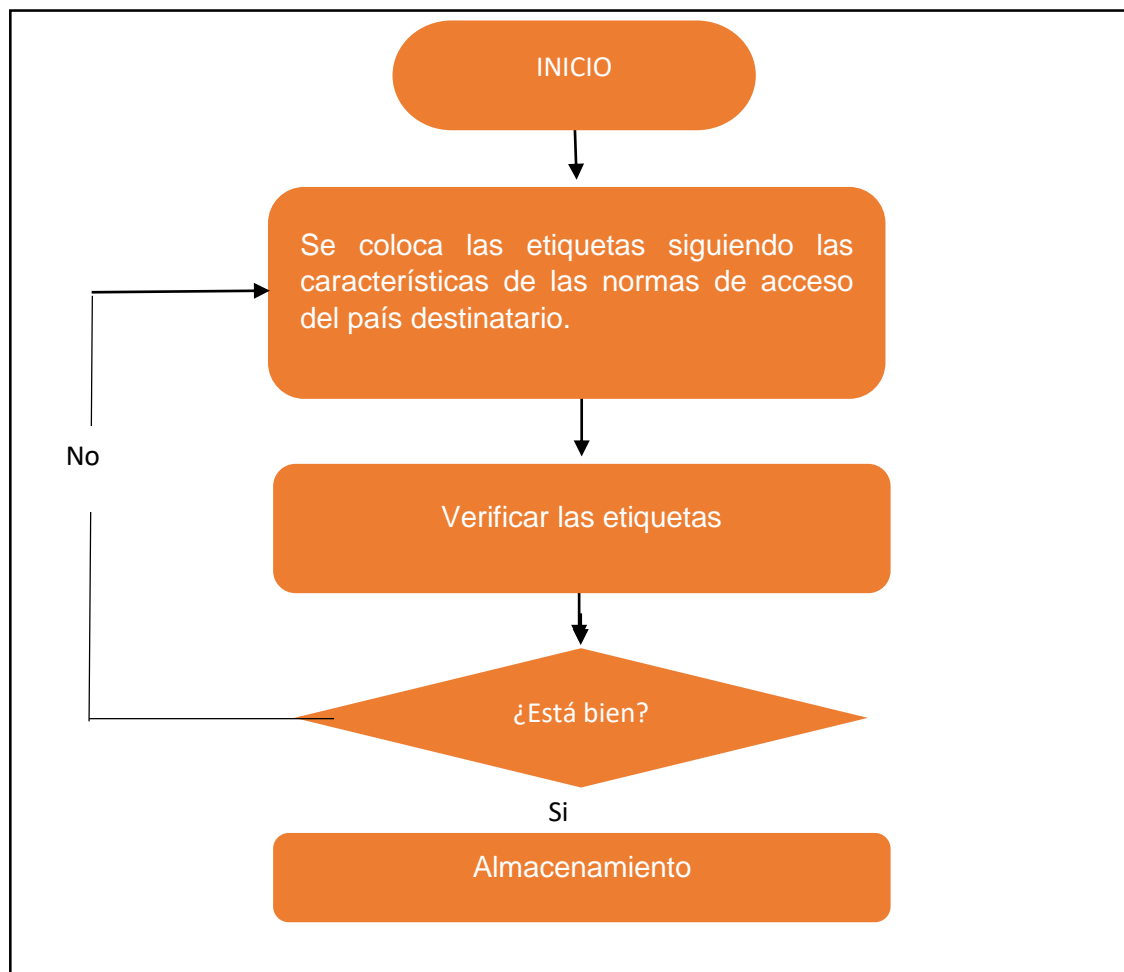 INICIO
Se coloca las etiquetas siguiendo las
características de las normas de acceso
del país destinatario.
No
Verificar las etiquetas
¿Está bien?
Si
Almacenamiento